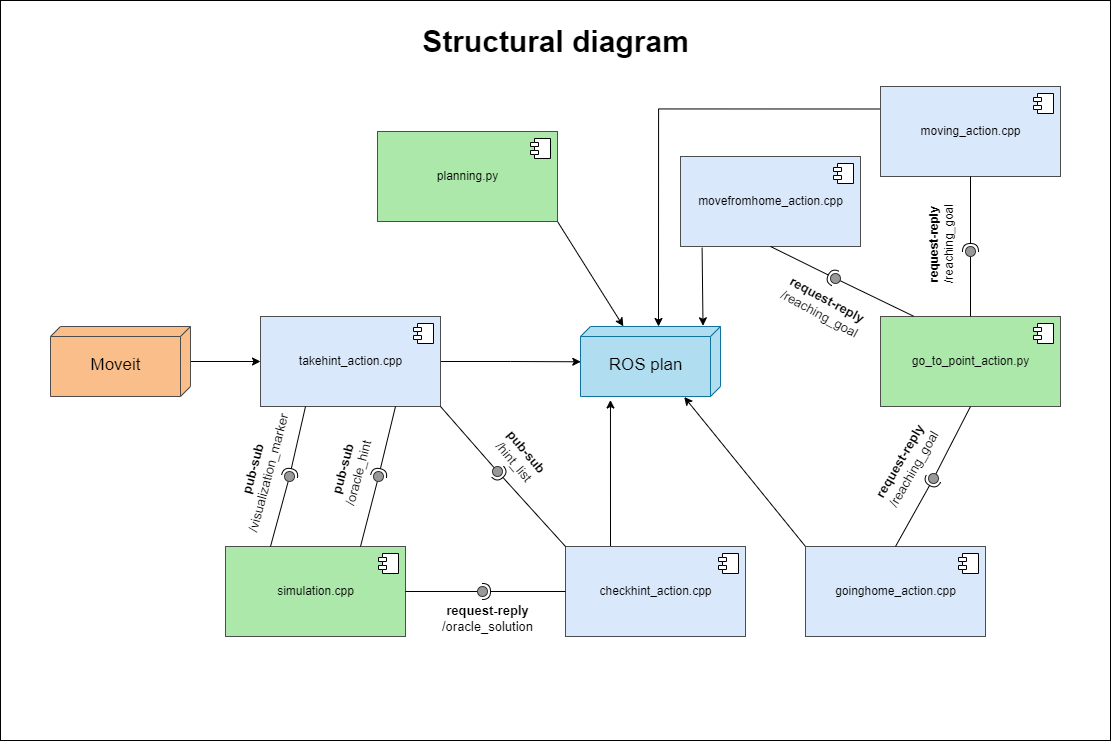 Structural diagram
moving_action.cpp
planning.py
movefromhome_action.cpp
request-reply
/reaching_goal
request-reply
/reaching_goal
Moveit
takehint_action.cpp
ROS plan
go_to_point_action.py
pub-sub
/visualization_marker
pub-sub
/oracle_hint
pub-sub
/hint_list
request-reply
/reaching_goal
simulation.cpp
checkhint_action.cpp
goinghome_action.cpp
request-reply
/oracle_solution